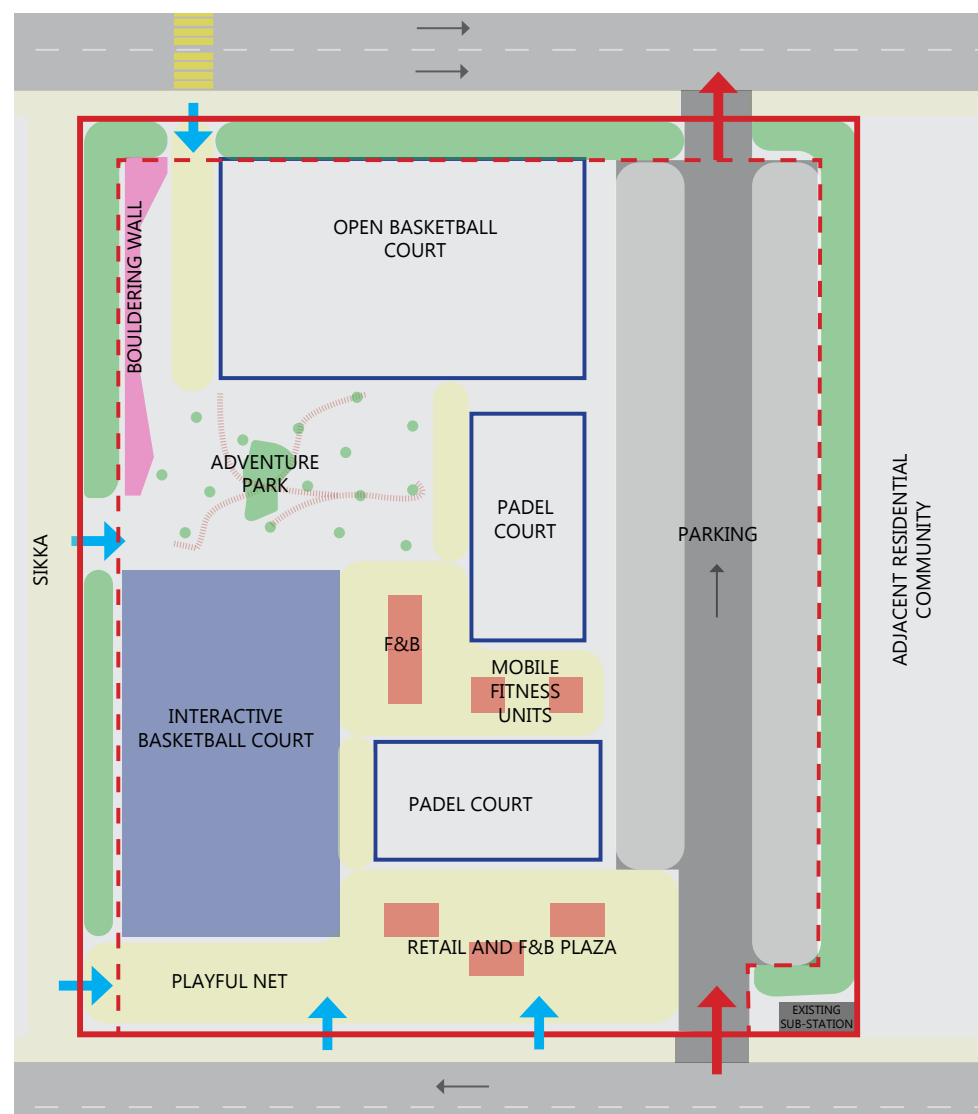 OPEN BASKETBALL
COURT
BOULDERING WALL
ADVENTURE
PARK
PADEL
COURT
PARKING
SIKKA
ADJACENT RESIDENTIAL
COMMUNITY
F&B
MOBILE
FITNESS
UNITS
INTERACTIVE
BASKETBALL COURT
PADEL COURT
RETAIL AND F&B PLAZA
PLAYFUL NET
EXISTING
SUB-STATION